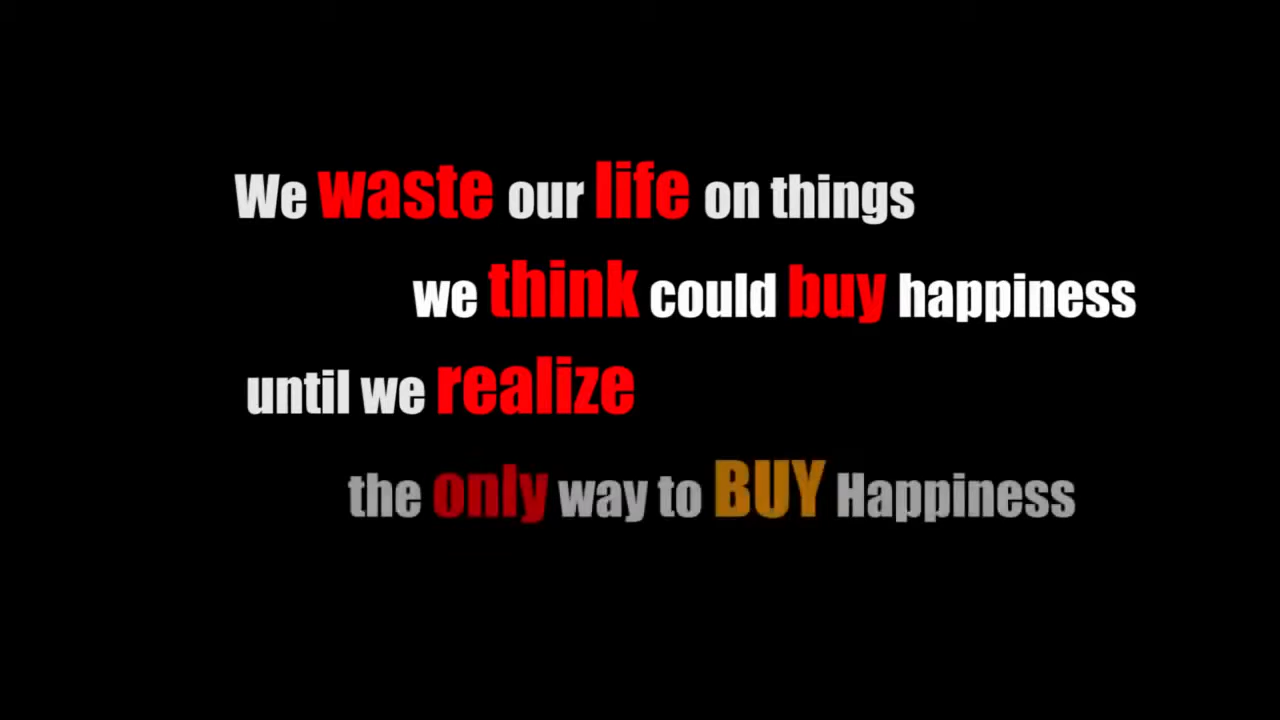 We waste our life on things
we think could buy happiness
until we realize
the only way to BUY Happiness